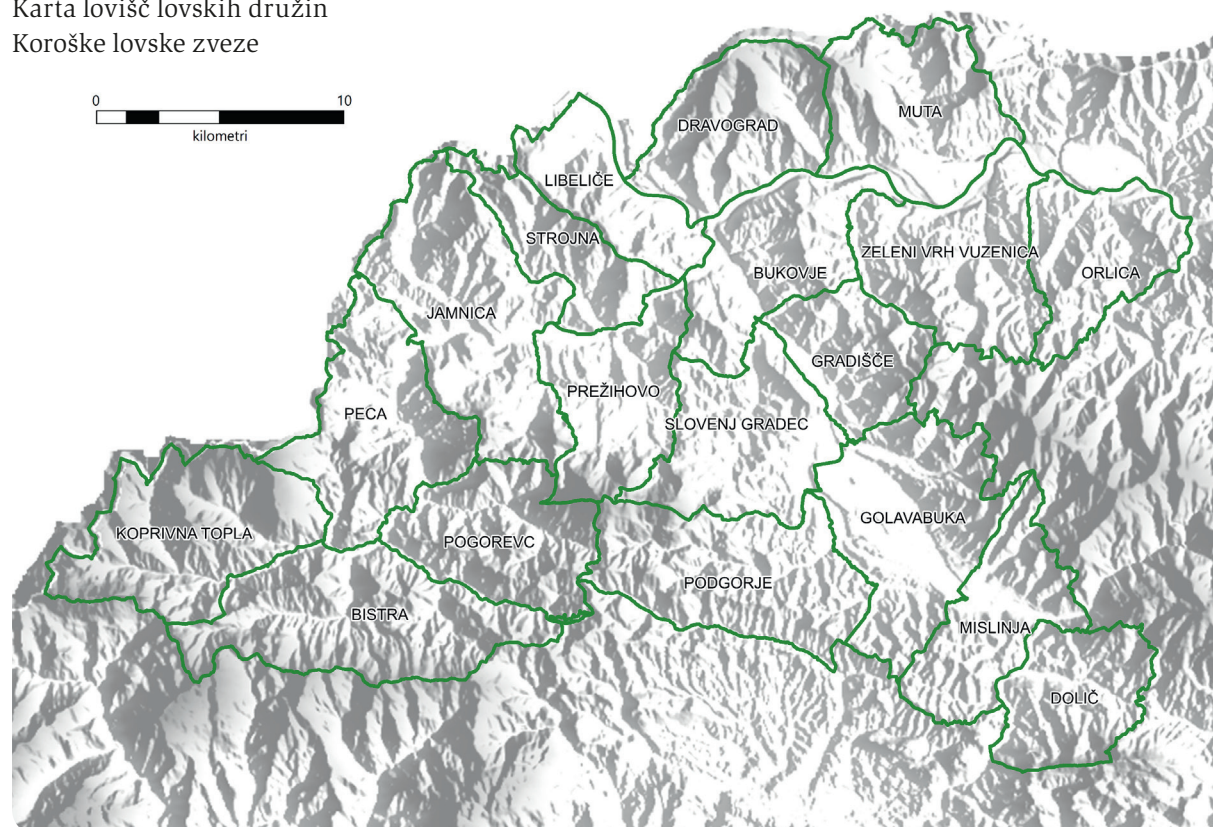 Karta lovišč lovskih družin
Koroške lovske zveze
0 10
kilometri
DRAVOGRAD
MUTA
LIBELIČE
STROJNA
BUKOVJE
ZELENI VRH VUZENICA
ORLICA
JAMNICA
GRADIŠČE
PREŽIHOVO
PECA
SLOVENJ GRADEC
KOPRIVNA TOPLA
GOLAVABUKA
POGOREVC
PODGORJE
BISTRA
MISLINJA
DOLIČ